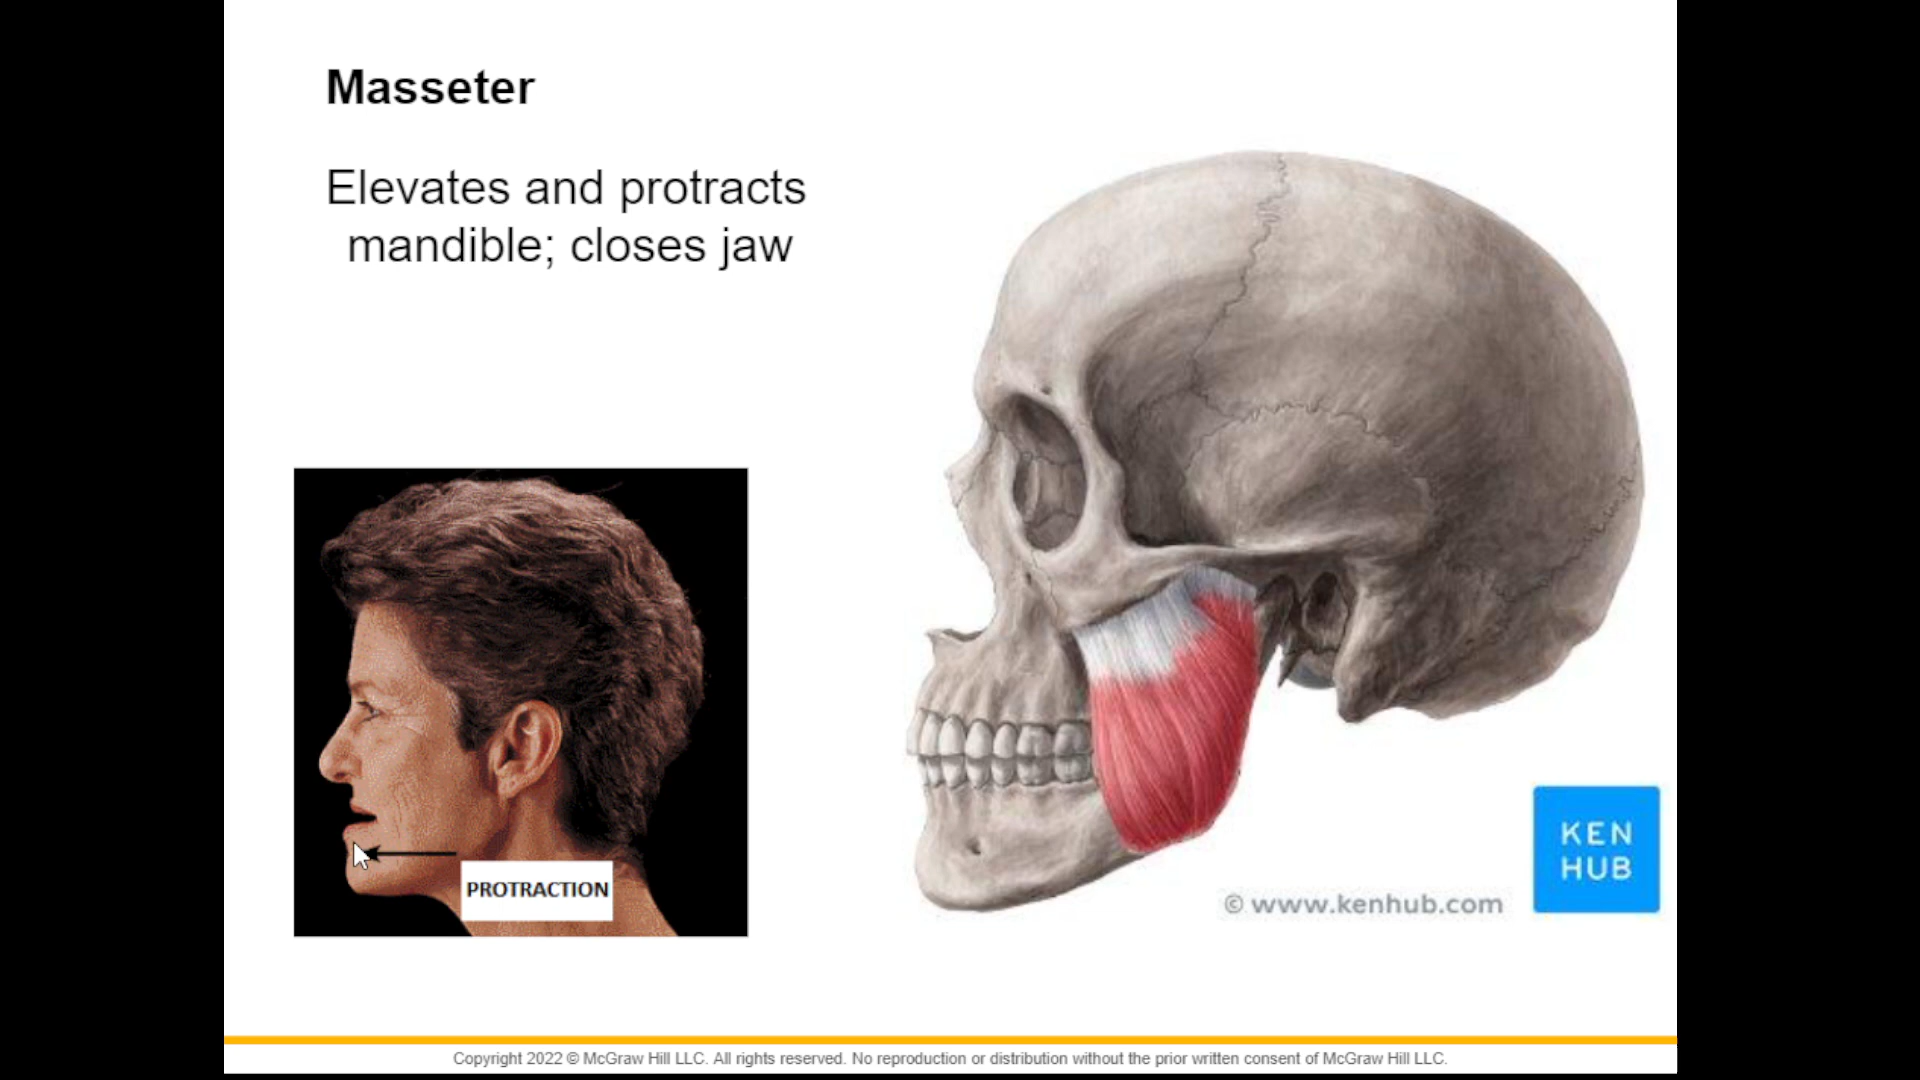 Masseter
Elevates and protracts
mandible; closes jaw
PROTRACTION
KEN
HUB
© www.kenhub.com
Copyright 2022 © McGraw Hill LLC. All rights reserved. No reproduction or distribution without the prior written consent of McGraw Hill LLC.